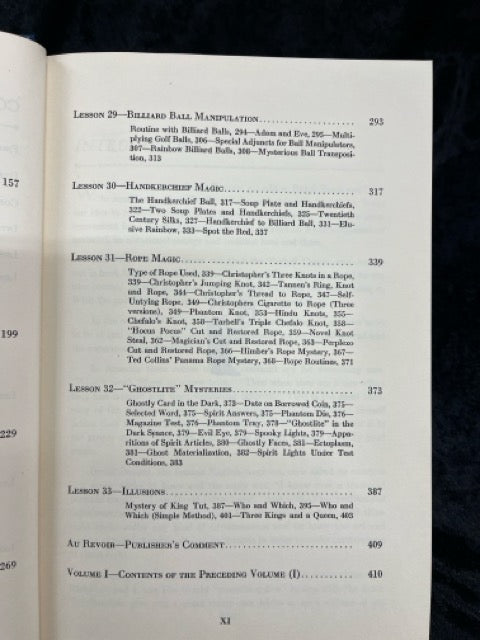 157
199
229
269
Lesson 29—Billiard Ball Manipulation 293
Routine with Billiard Balls, 294—Adam and Eve, 295—Multi-
plying Golf Balls, 306—Special Adjuncts for Ball Manipulators,
307—Rainbow Billiard Balls, 308—Mysterious Ball Transposi-
tion, 313
Lesson 30—Handkerchief Magic 317
The Handkerchief Ball, 317—Soup Plate and Handkerchiefs,
322—Two Soup Plates and Handkerchiefs, 325—Twentieth
Century Silks, 327—Handkerchief to Billiard Ball, 331—Elu-
sive Rainbow, 333—Spot the Red, 337
Lesson 31—Rope Magic 339
Type of Rope Used, 339—Christopher's Three Knots in a Rope,
339—Christopher's Jumping Knot, 342—Tansen's Ring, Knot
and Rope, 344—Christopher's Thread to Rope, 347—Self-
Untying Rope, 349—Christophers Cigarette to Rope (Three
versions), 349—Phantom Knot, 353—Hindu Knots, 355—
Chefalo's Knot, 358—Tarbell's Triple Chefalo Knot, 358—
"Hocus Pocus" Cut and Restored Rope, 359—Novel Knot
Steal, 362—Magician's Cut and Restored Rope, 363—Perplexo
Cut and Restored Rope, 366—Himber's Rope Mystery, 367—
Ted Collins' Panama Rope Mystery, 368—Rope Routines, 371
Lesson 32—"Ghostlite" Mysteries 373
Ghostly Card in the Dark, 373—Date on Borrowed Coin, 375—
Selected Word, 375—Spirit Answers, 375—Phantom Die, 376—
Magazine Test, 376—Phantom Tray, 378—"Ghostlite" in the
Dark Seance, 379—Evil Eye, 379—Spooky Lights, 379—Appa-
ritions of Spirit Articles, 380—Ghostly Faces, 381—Ectoplasm,
381—Ghost Materialization, 382—Spirit Lights Under Test
Conditions, 383
Lesson 33—Illusions 387
Mystery of King Tut, 387—Who and Which, 395—Who and
Which (Simple Method), 401—Three Kings and a Queen, 403
Au Revoir—Publisher's Comment 409
Volume I—Contents of the Preceding Volume (I) 410
XI